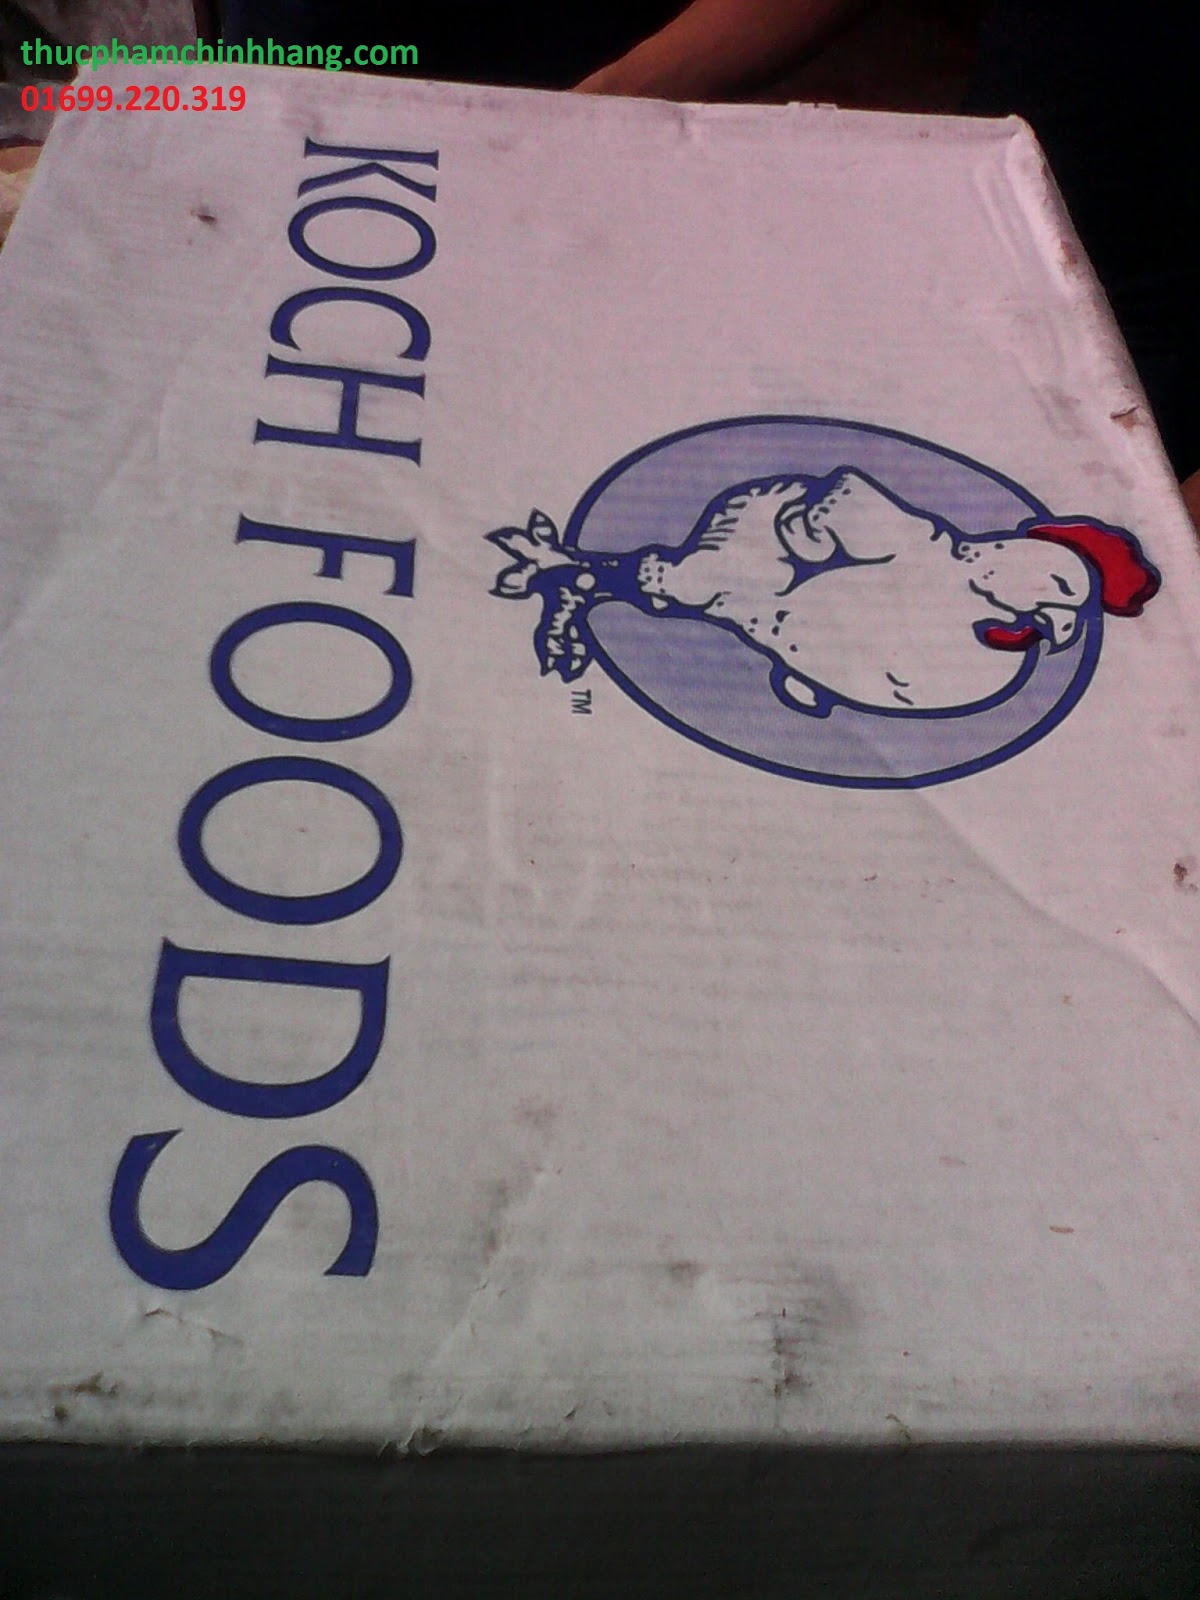 thucphamchinhhang.com
01699.220.319
KOCH FOODS
TM